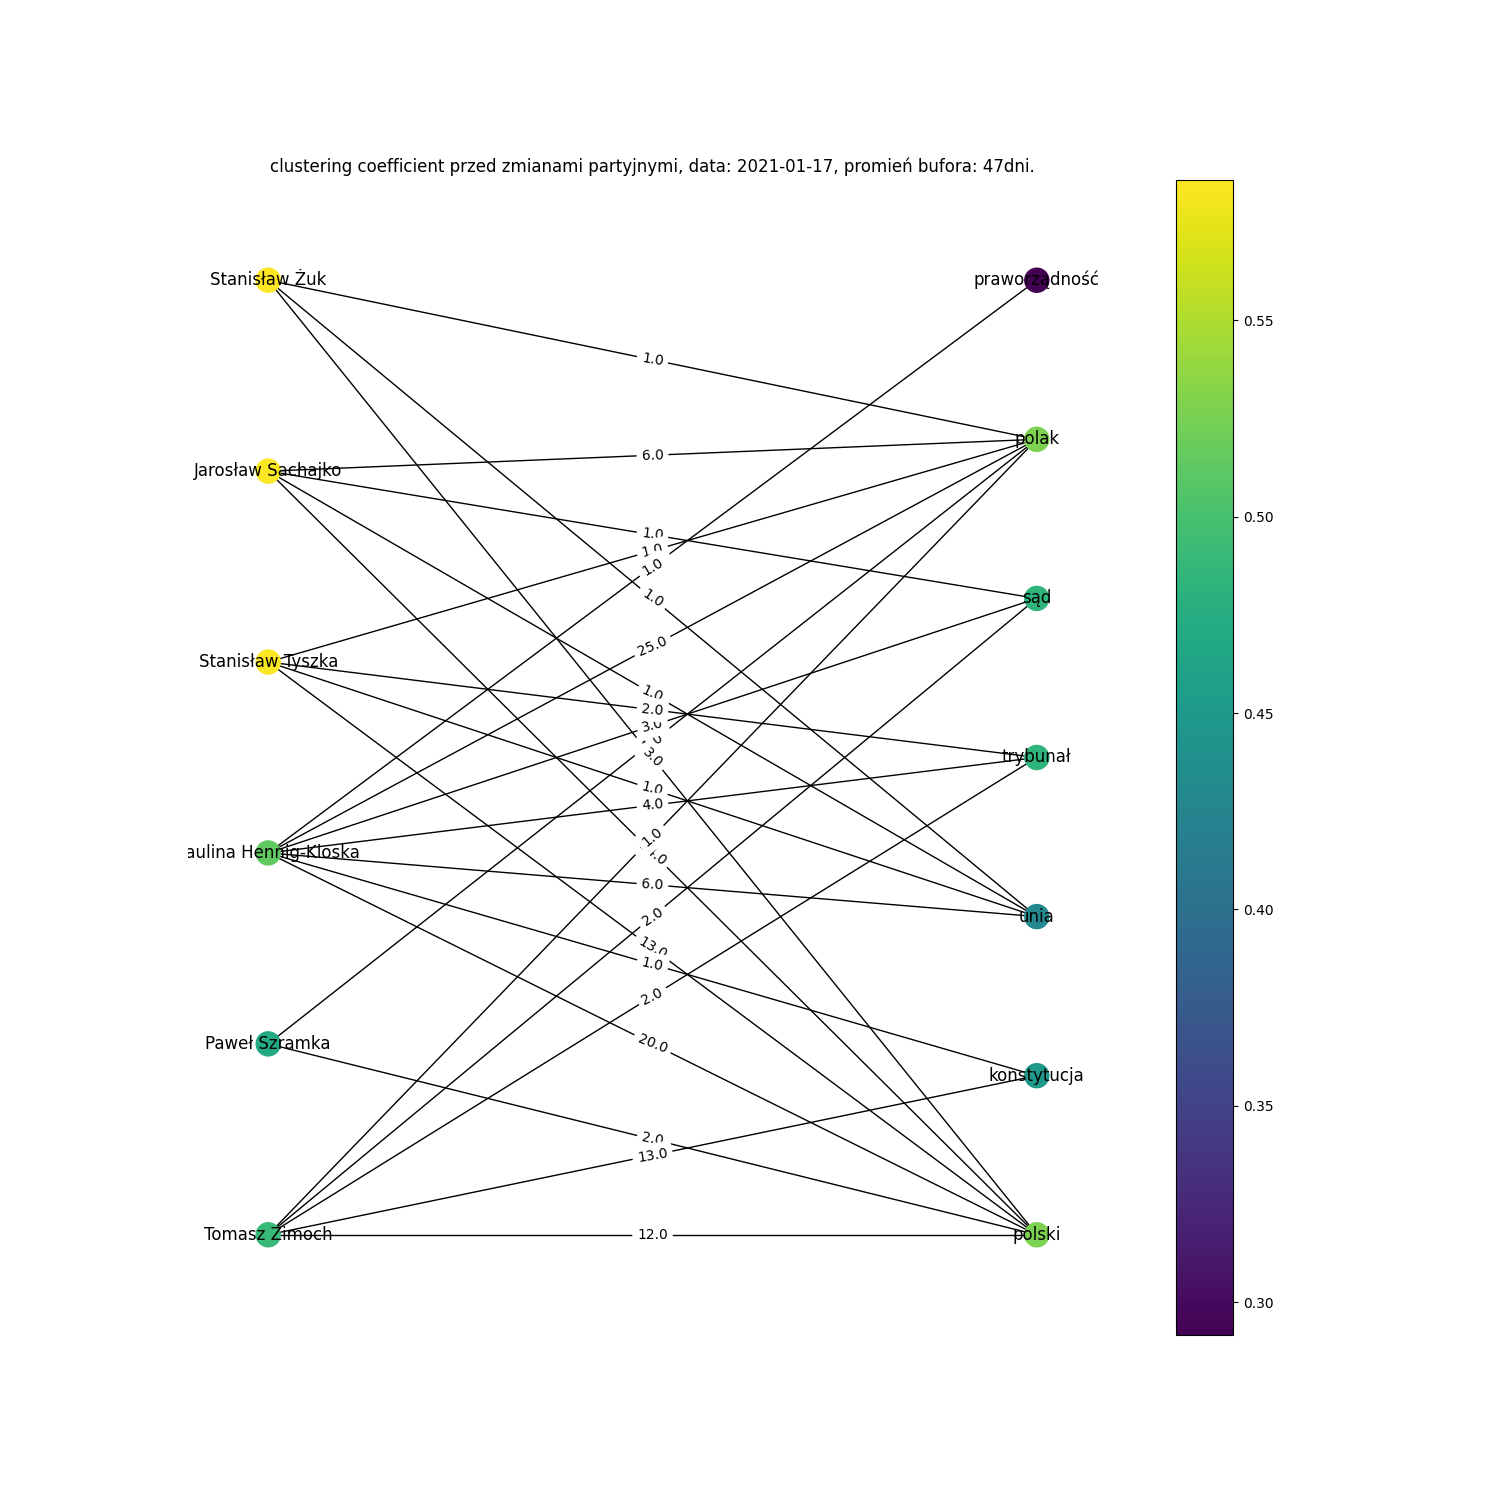 clustering coefficient przed zmianami partyjnymi, data: 2021-01-17, promień bufora: 47dni.
Stanisław Żuk
praworządność
0.55
1.0
polak
Jarosław Sachajko
6.0
0.50
1.0
1.0
1.0
1.0
sąd
25.0
Stanisław Tyszka
1.0
2.0
0.45
3.0
3.0
trybunał
1.0
4.0
1.0
aulina Hennig-Kloska
6.0
0.40
2.0
unia
13.0
1.0
2.0
Paweł Szramka
20.0
konstytucja
0.35
2.0
13.0
Tomasz Zimoch
12.0
polski
0.30